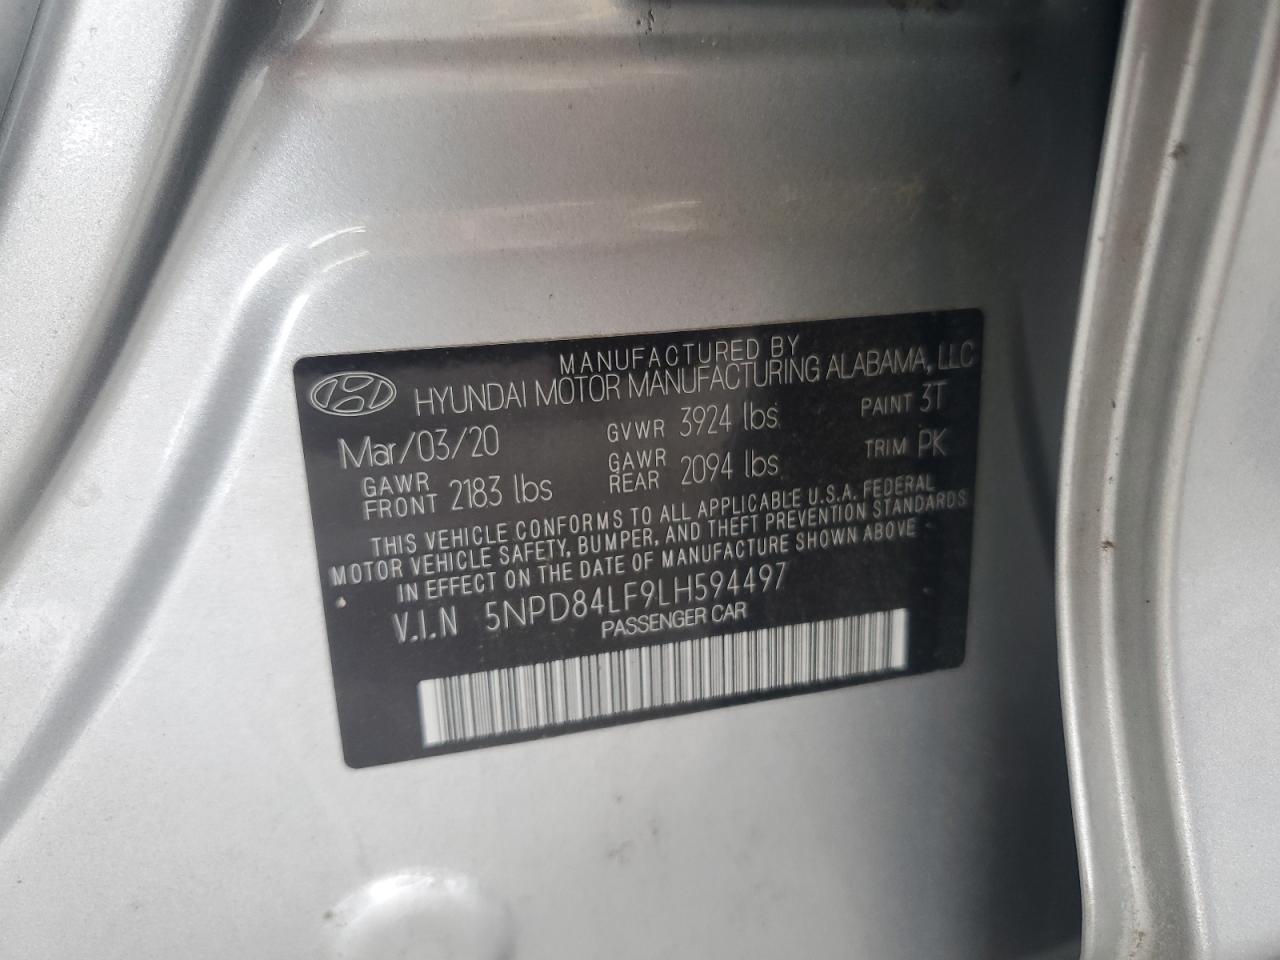 MANUFACTURED BY
HYUNDAI MOTOR MANUFACTURING ALABAMA, LLC
Mar/03/20 GVWR 3924 lbs PAINT 3T
GAWR FRONT 2183 lbs GAWR REAR 2094 lbs TRIM PK
THIS VEHICLE CONFORMS TO ALL APPLICABLE U.S.A. FEDERAL
MOTOR VEHICLE SAFETY, BUMPER, AND THEFT PREVENTION STANDARDS
IN EFFECT ON THE DATE OF MANUFACTURE SHOWN ABOVE
V.I.N 5NPD84LF9LH594497
PASSENGER CAR